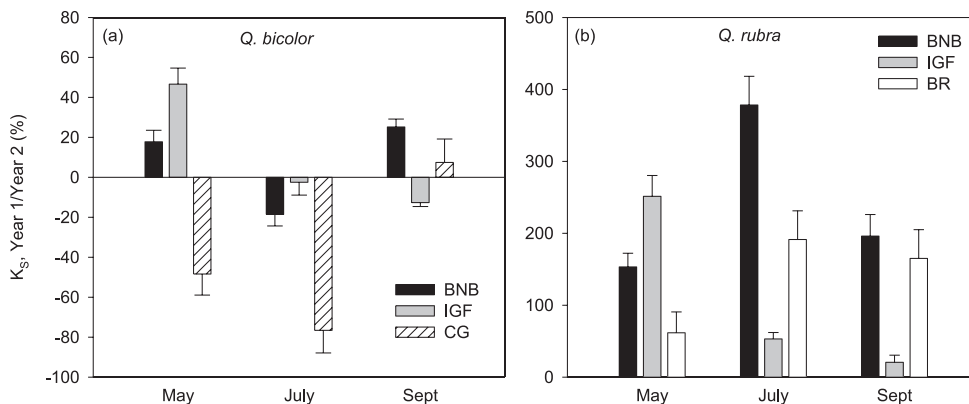 (a)
Q. bicolor
K_S, Year 1/Year 2 (%)
80
60
40
20
0
-20
-40
-60
-80
-100
BNB
IGF
CG
May
July
Sept
(b)
Q. rubra
500
400
300
200
100
0
BNB
IGF
BR
May
July
Sept